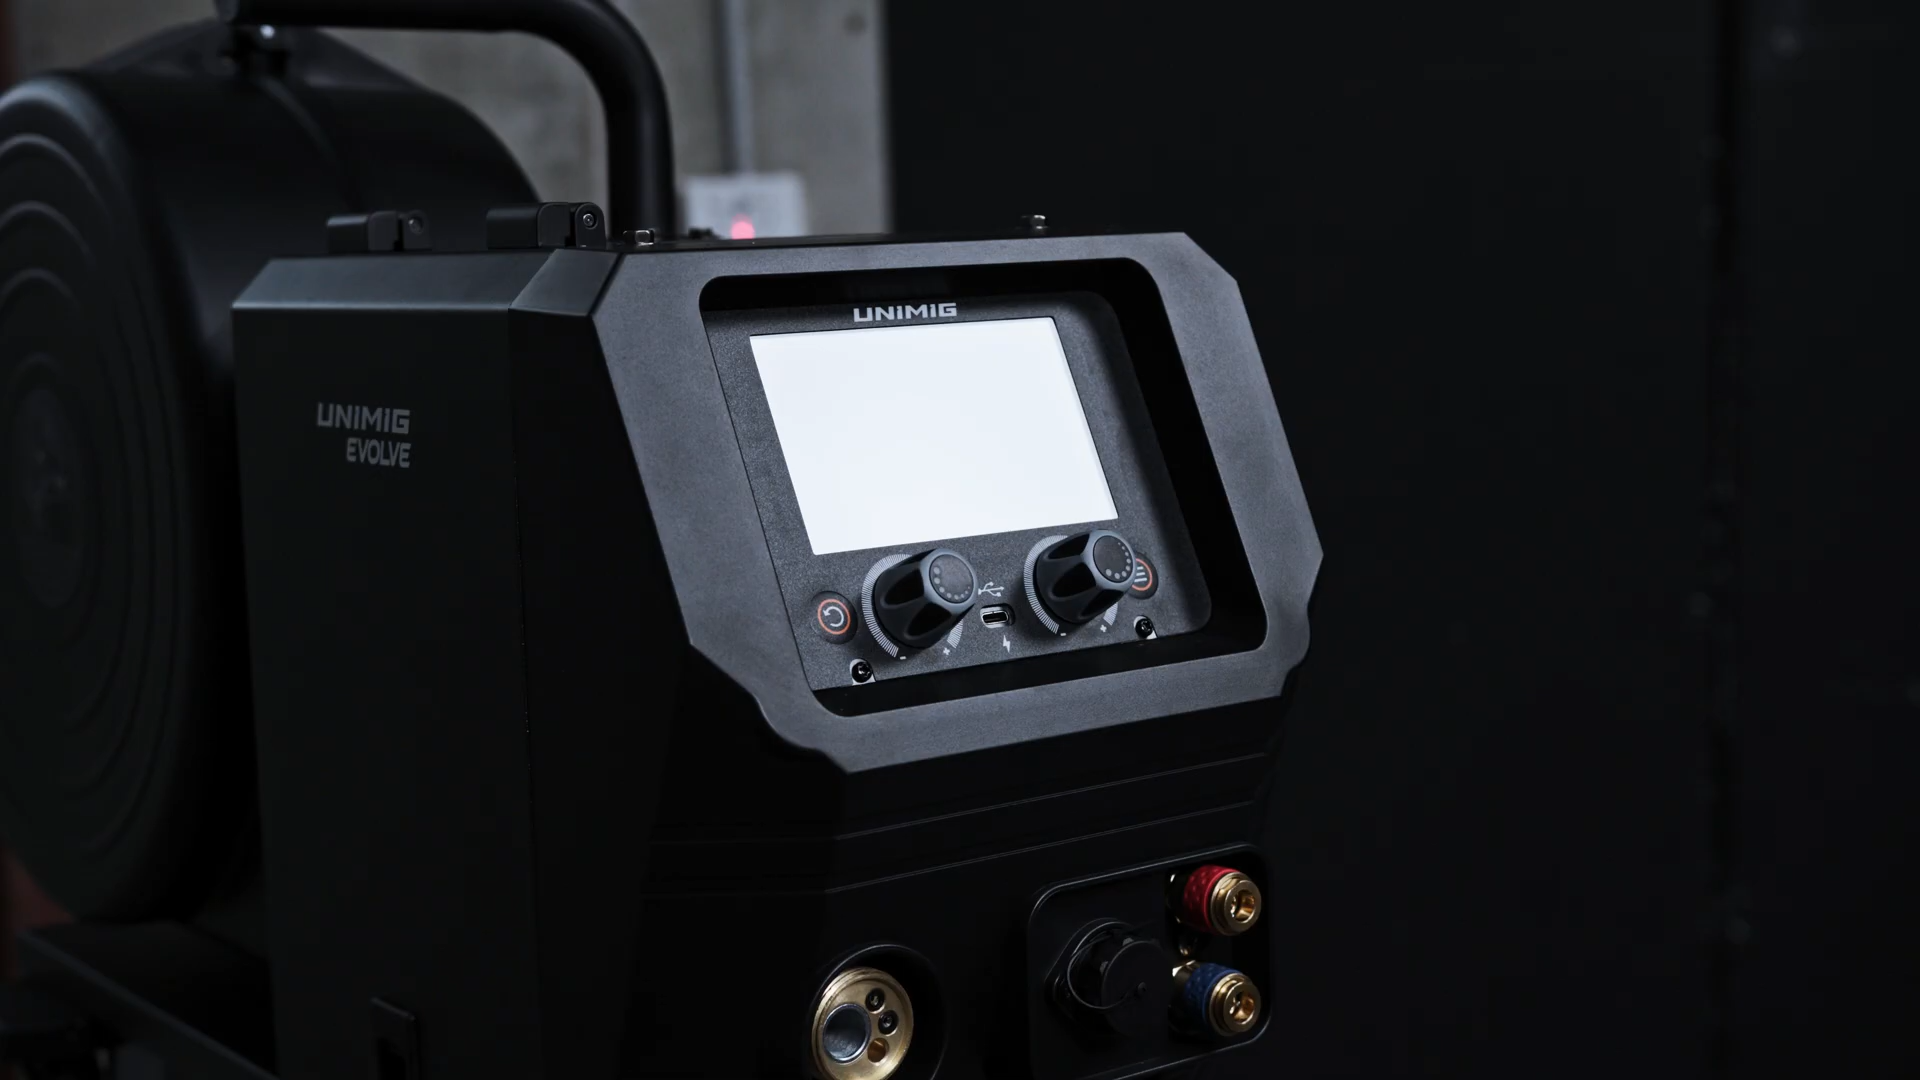 UNIMIG
UNIMIG
EVOLVE
- +
- +